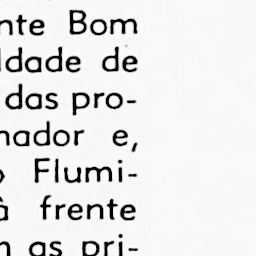 nte Bom
ldade de
das pro-
nador e,
Flumi-
à frente
as pri-